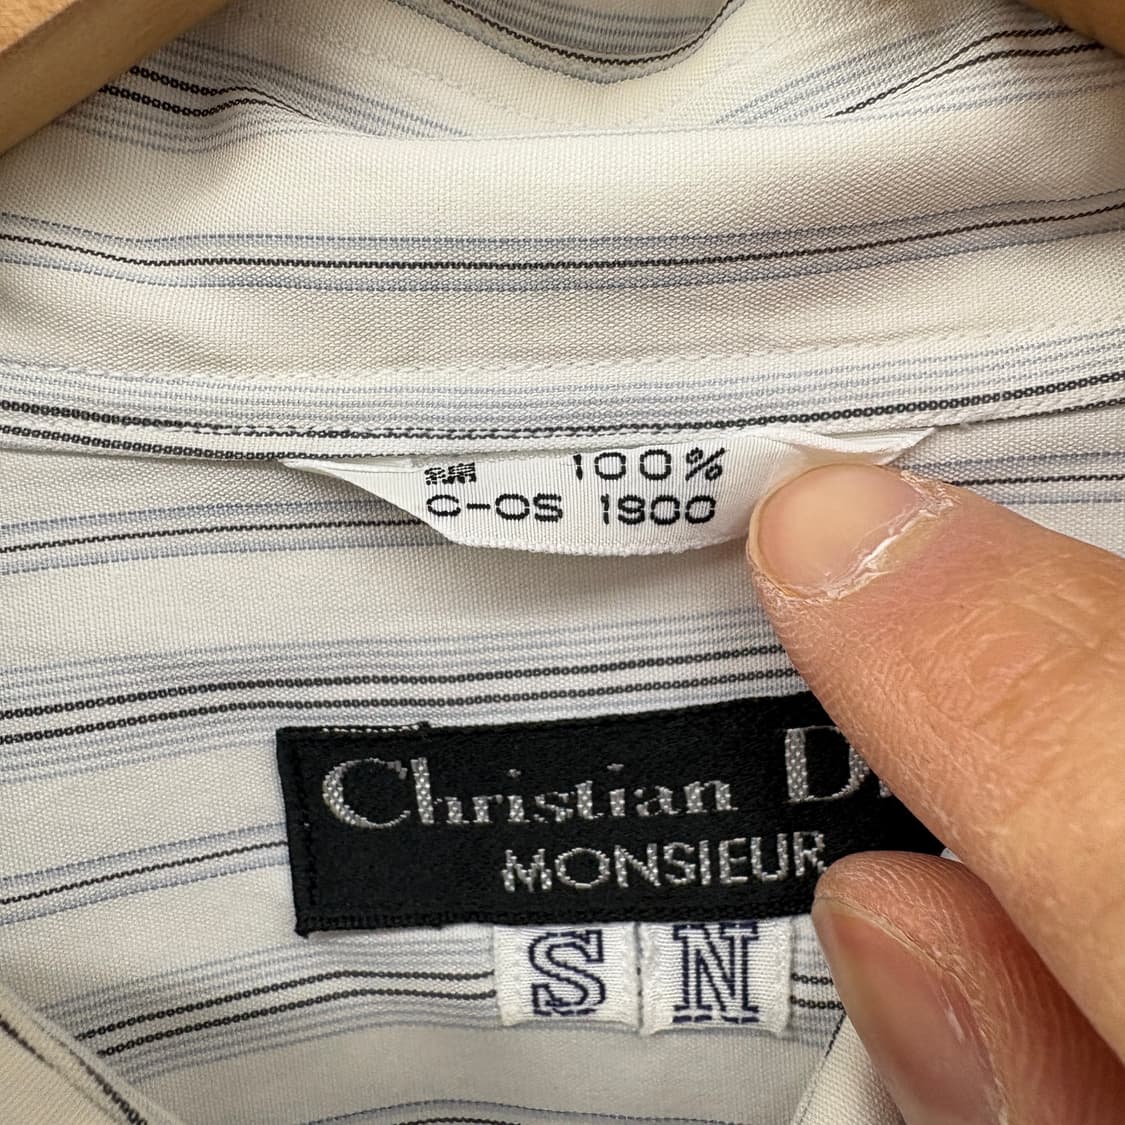 綿 100%
C-OS 1900
Christian
MONSIEUR
S N